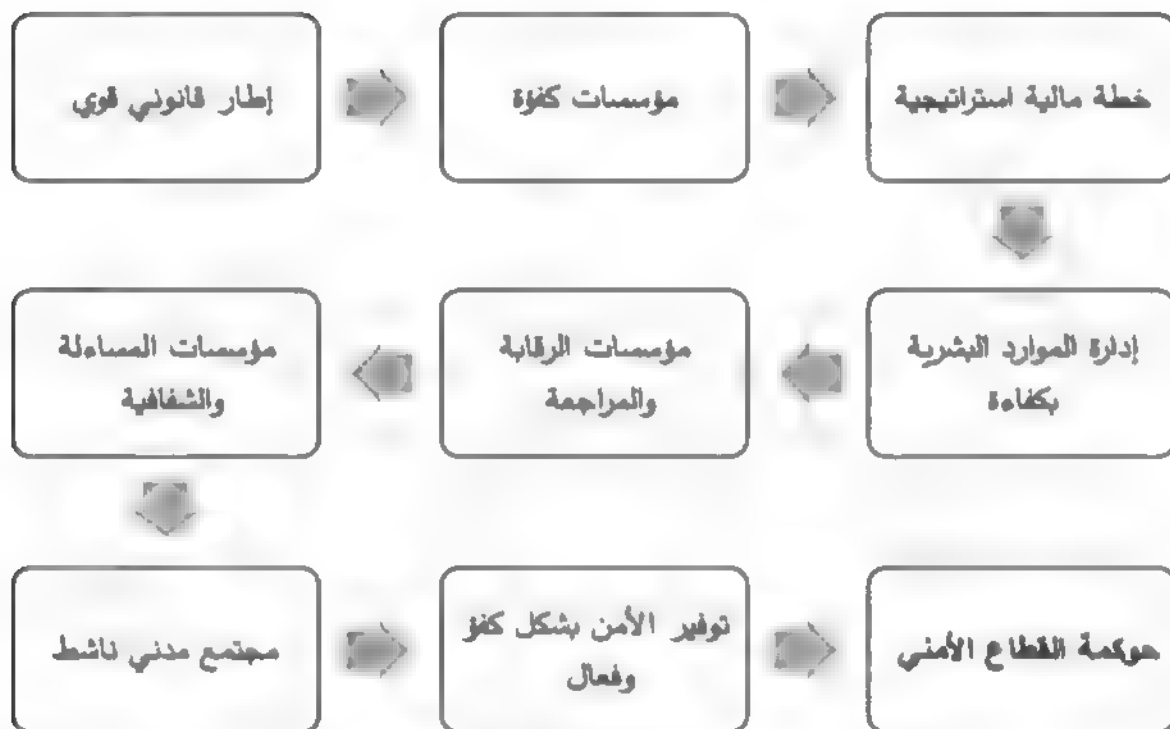 إطار قانوني قوي
مؤسسات كفؤة
خطة مالية استراتيجية
إدارة الموارد البشرية
بكفاءة
مؤسسات الرقابة
والمراجعة
مؤسسات المساءلة
والشفافية
مجتمع مدني ناشط
توفير الأمن بشكل كفؤ
وفعال
حوكمة القطاع الأمني